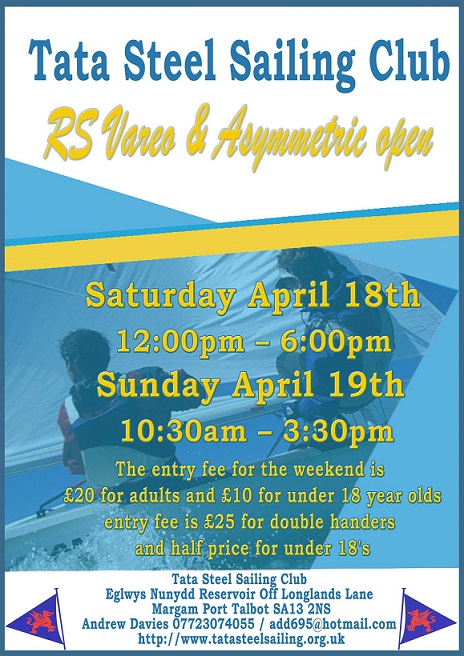 Tata Steel Sailing Club
RS Vareo & Asymmetric open
Saturday April 18th
12:00pm – 6:00pm
Sunday April 19th
10:30am – 3:30pm
The entry fee for the weekend is
£20 for adults and £10 for under 18 year olds
entry fee is £25 for double handers
and half price for under 18's
Tata Steel Sailing Club
Eglwys Nunydd Reservoir Off Longlands Lane
Margam Port Talbot SA13 2NS
Andrew Davies 07723074055 / add695@hotmail.com
http://www.tatasteelsailing.org.uk